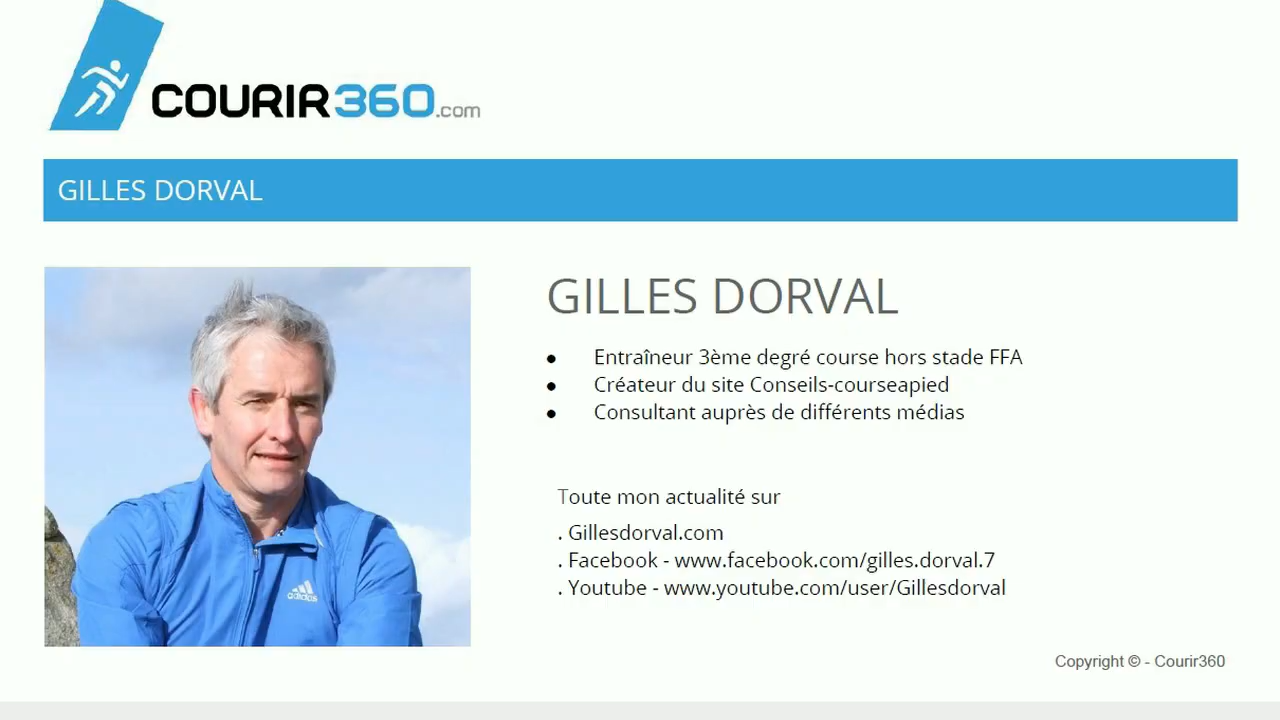 COURIR360.com
GILLES DORVAL
adidas
GILLES DORVAL
● Entraîneur 3ème degré course hors stade FFA
● Créateur du site Conseils-courseapied
● Consultant auprès de différents médias
Toute mon actualité sur
. Gillesdorval.com
. Facebook - www.facebook.com/gilles.dorval.7
. Youtube - www.youtube.com/user/Gillesdorval
Copyright © - Courir360